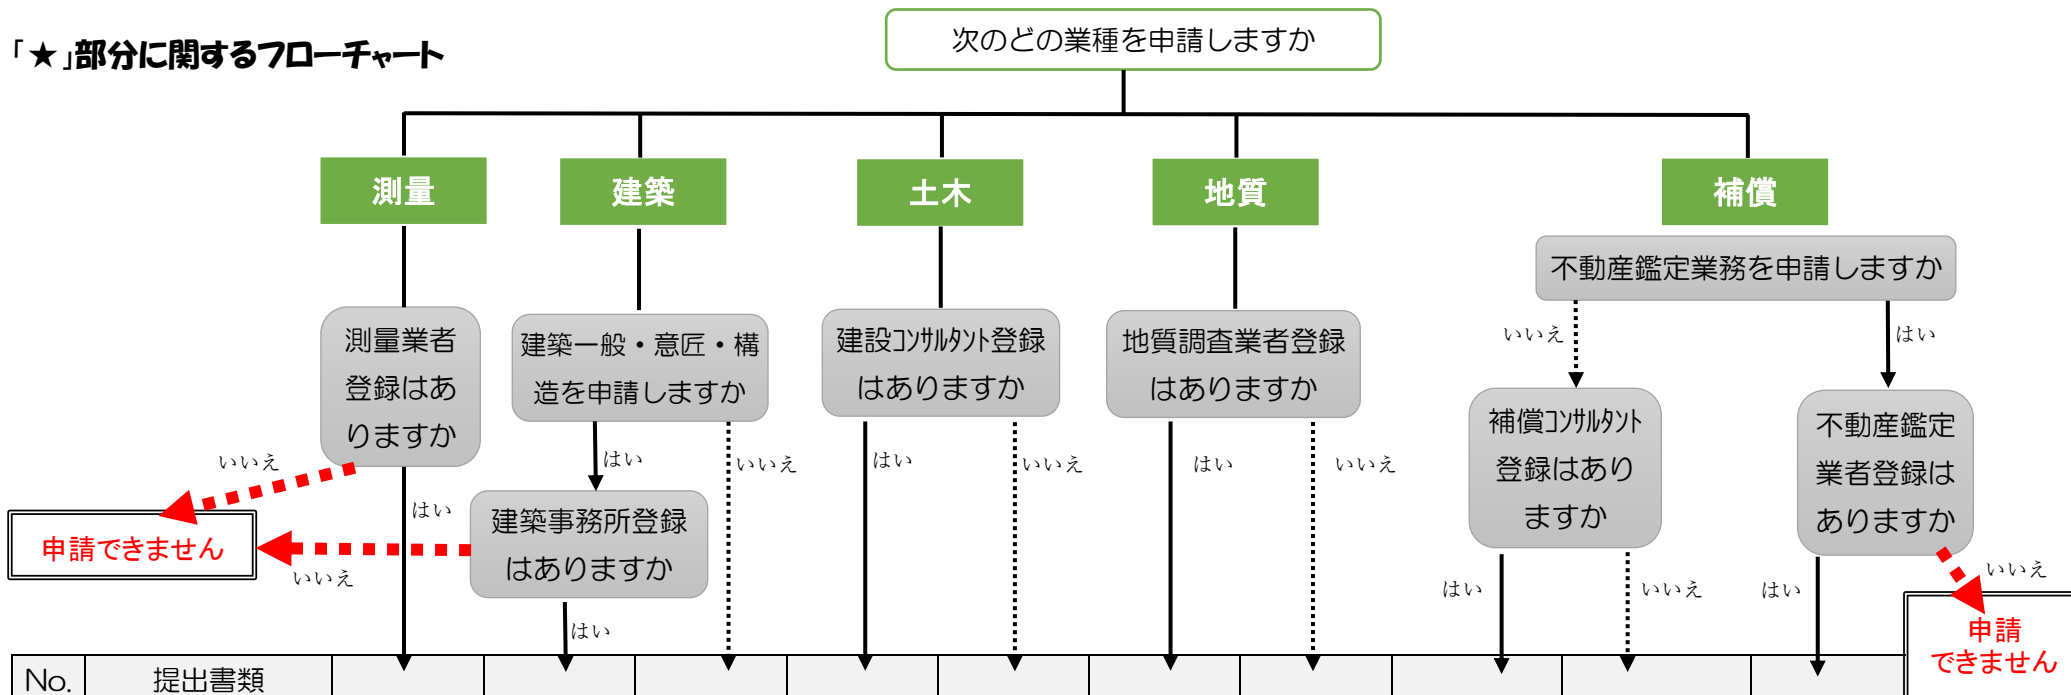 「★」部分に関するフローチャート
次のどの業種を申請しますか
測量
建築
土木
地質
補償
不動産鑑定業務を申請しますか
いいえ
はい
測量業者
登録はあ
りますか
建築一般・意匠・構
造を申請しますか
建設ｺﾝｻﾙﾀﾝﾄ登録
はありますか
地質調査業者登録
はありますか
補償ｺﾝｻﾙﾀﾝﾄ
登録はあり
ますか
不動産鑑定
業者登録は
ありますか
いいえ
はい
はい
いいえ
はい
いいえ
はい
いいえ
建築事務所登録
はありますか
申請できません
いいえ
はい
はい
いいえ
はい
いいえ
申請
できません
No.
提出書類